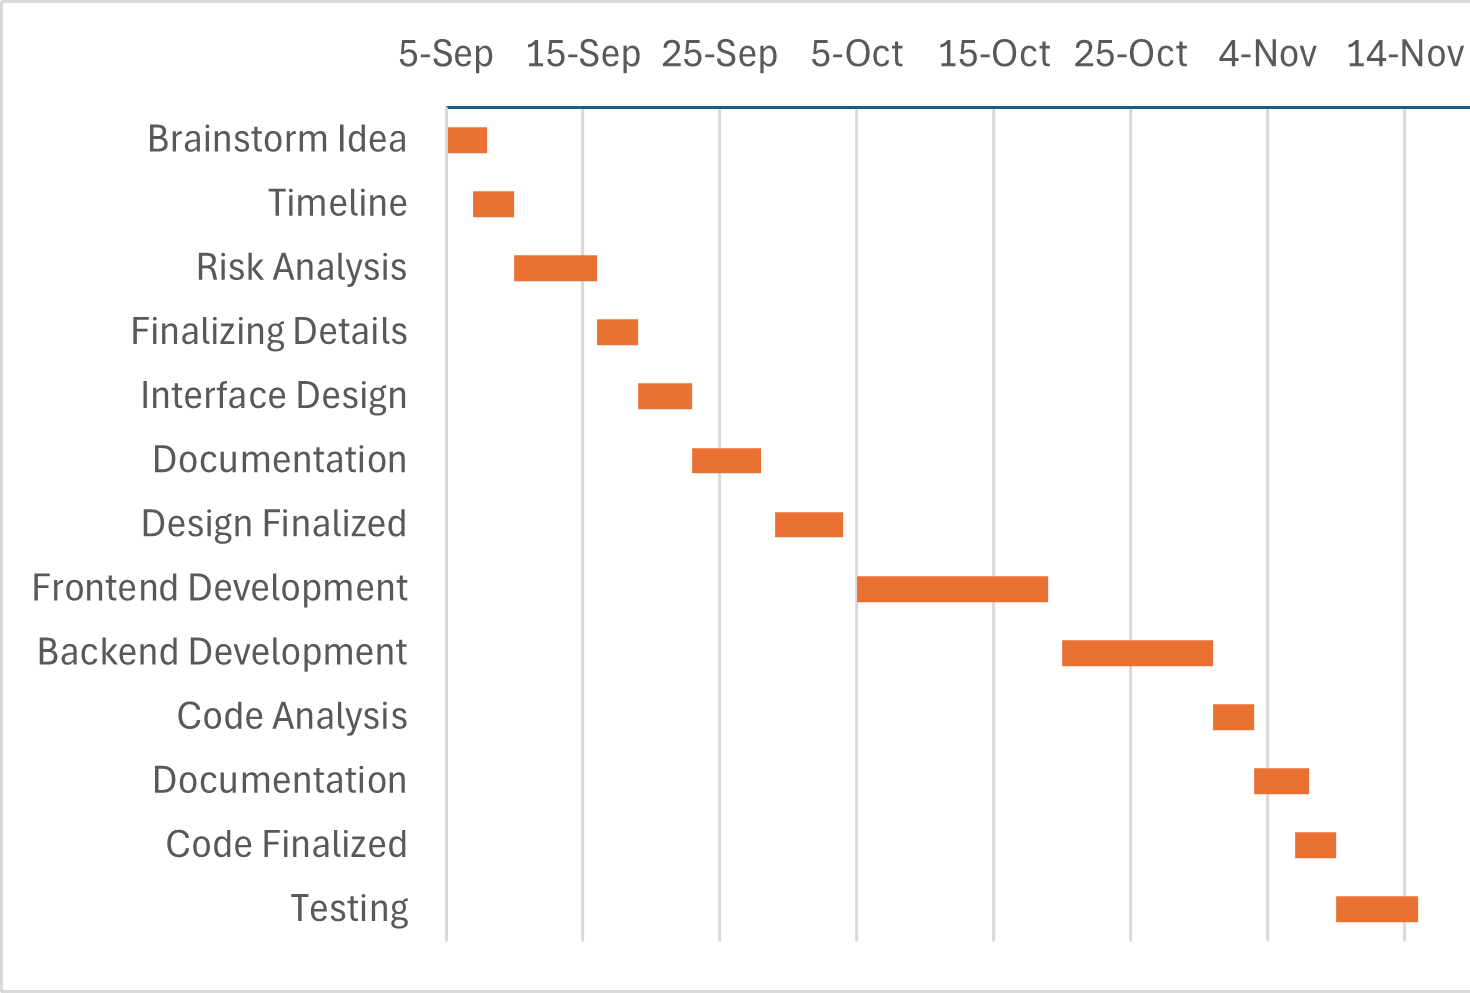 5-Sep 15-Sep 25-Sep 5-Oct 15-Oct 25-Oct 4-Nov 14-Nov
Brainstorm Idea
Timeline
Risk Analysis
Finalizing Details
Interface Design
Documentation
Design Finalized
Frontend Development
Backend Development
Code Analysis
Documentation
Code Finalized
Testing